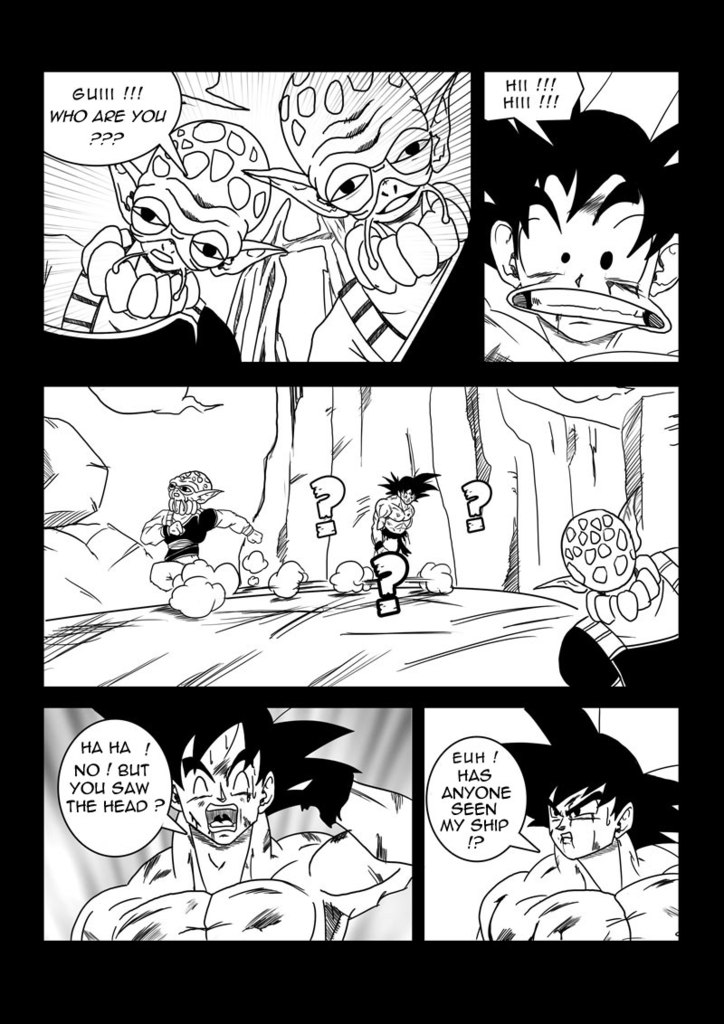 GUIII !!!
WHO ARE YOU
???
HII !!!
HIII !!!
?
?
?
HA HA !
NO ! BUT
YOU SAW
THE HEAD ?
EUH !
HAS
ANYONE
SEEN
MY SHIP
!?